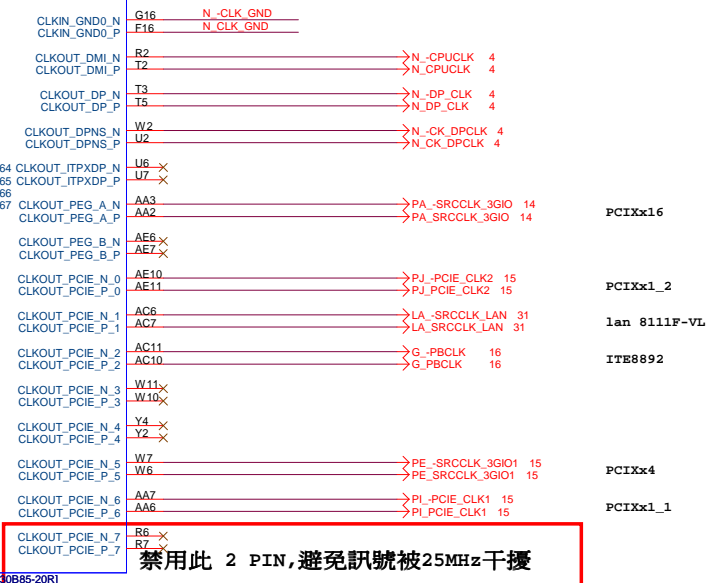 CLKIN_GND0_N G16 N_-CLK_GND
CLKIN_GND0_P F16 N_CLK_GND
CLKOUT_DMI_N R2 N_-CPUCLK 4
CLKOUT_DMI_P T2 N_CPUCLK 4
CLKOUT_DP_N T3 N_-DP_CLK 4
CLKOUT_DP_P T5 N_DP_CLK 4
CLKOUT_DPNS_N W2 N_-CK_DPCLK 4
CLKOUT_DPNS_P U2 N_CK_DPCLK 4
64 CLKOUT_ITPXDP_N U6
65 CLKOUT_ITPXDP_P U7
66
67 CLKOUT_PEG_A_N AA3 PA_-SRCCLK_3GIO 14
CLKOUT_PEG_A_P AA2 PA_SRCCLK_3GIO 14 PCIXx16
CLKOUT_PEG_B_N AE6
CLKOUT_PEG_B_P AE7
CLKOUT_PCIE_N_0 AE10 PJ_-PCIE_CLK2 15
CLKOUT_PCIE_P_0 AE11 PJ_PCIE_CLK2 15 PCIXx1_2
CLKOUT_PCIE_N_1 AC6 LA_-SRCCLK_LAN 31
CLKOUT_PCIE_P_1 AC7 LA_SRCCLK_LAN 31 lan 8111F-VL
CLKOUT_PCIE_N_2 AC11 G_-PBCLK 16
CLKOUT_PCIE_P_2 AC10 G_PBCLK 16 ITE8892
CLKOUT_PCIE_N_3 W11
CLKOUT_PCIE_P_3 W10
CLKOUT_PCIE_N_4 Y4
CLKOUT_PCIE_P_4 Y2
CLKOUT_PCIE_N_5 W7 PE_-SRCCLK_3GIO1 15
CLKOUT_PCIE_P_5 W6 PE_SRCCLK_3GIO1 15 PCIXx4
CLKOUT_PCIE_N_6 AA7 PI_-PCIE_CLK1 15
CLKOUT_PCIE_P_6 AA6 PI_PCIE_CLK1 15 PCIXx1_1
CLKOUT_PCIE_N_7 R6
CLKOUT_PCIE_P_7 R7
禁用此 2 PIN,避免訊號被25MHz干擾
30B85-20R]